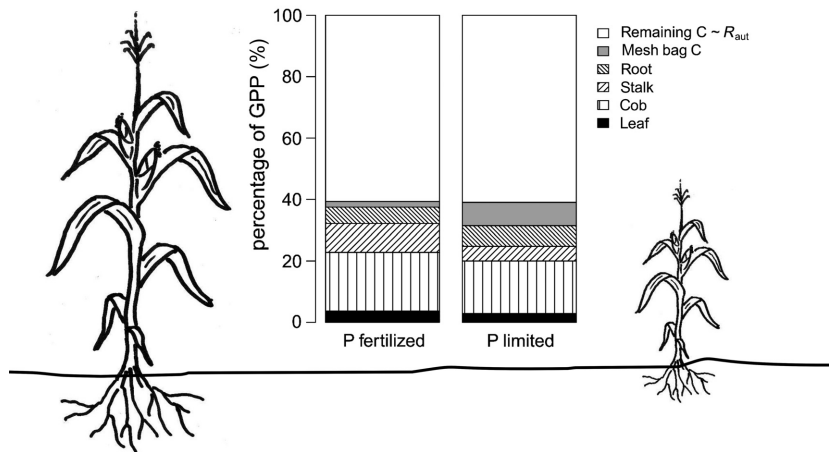 percentage of GPP (%)
100
80
60
40
20
0
P fertilized
P limited
Remaining C ~ Raut
Mesh bag C
Root
Stalk
Cob
Leaf